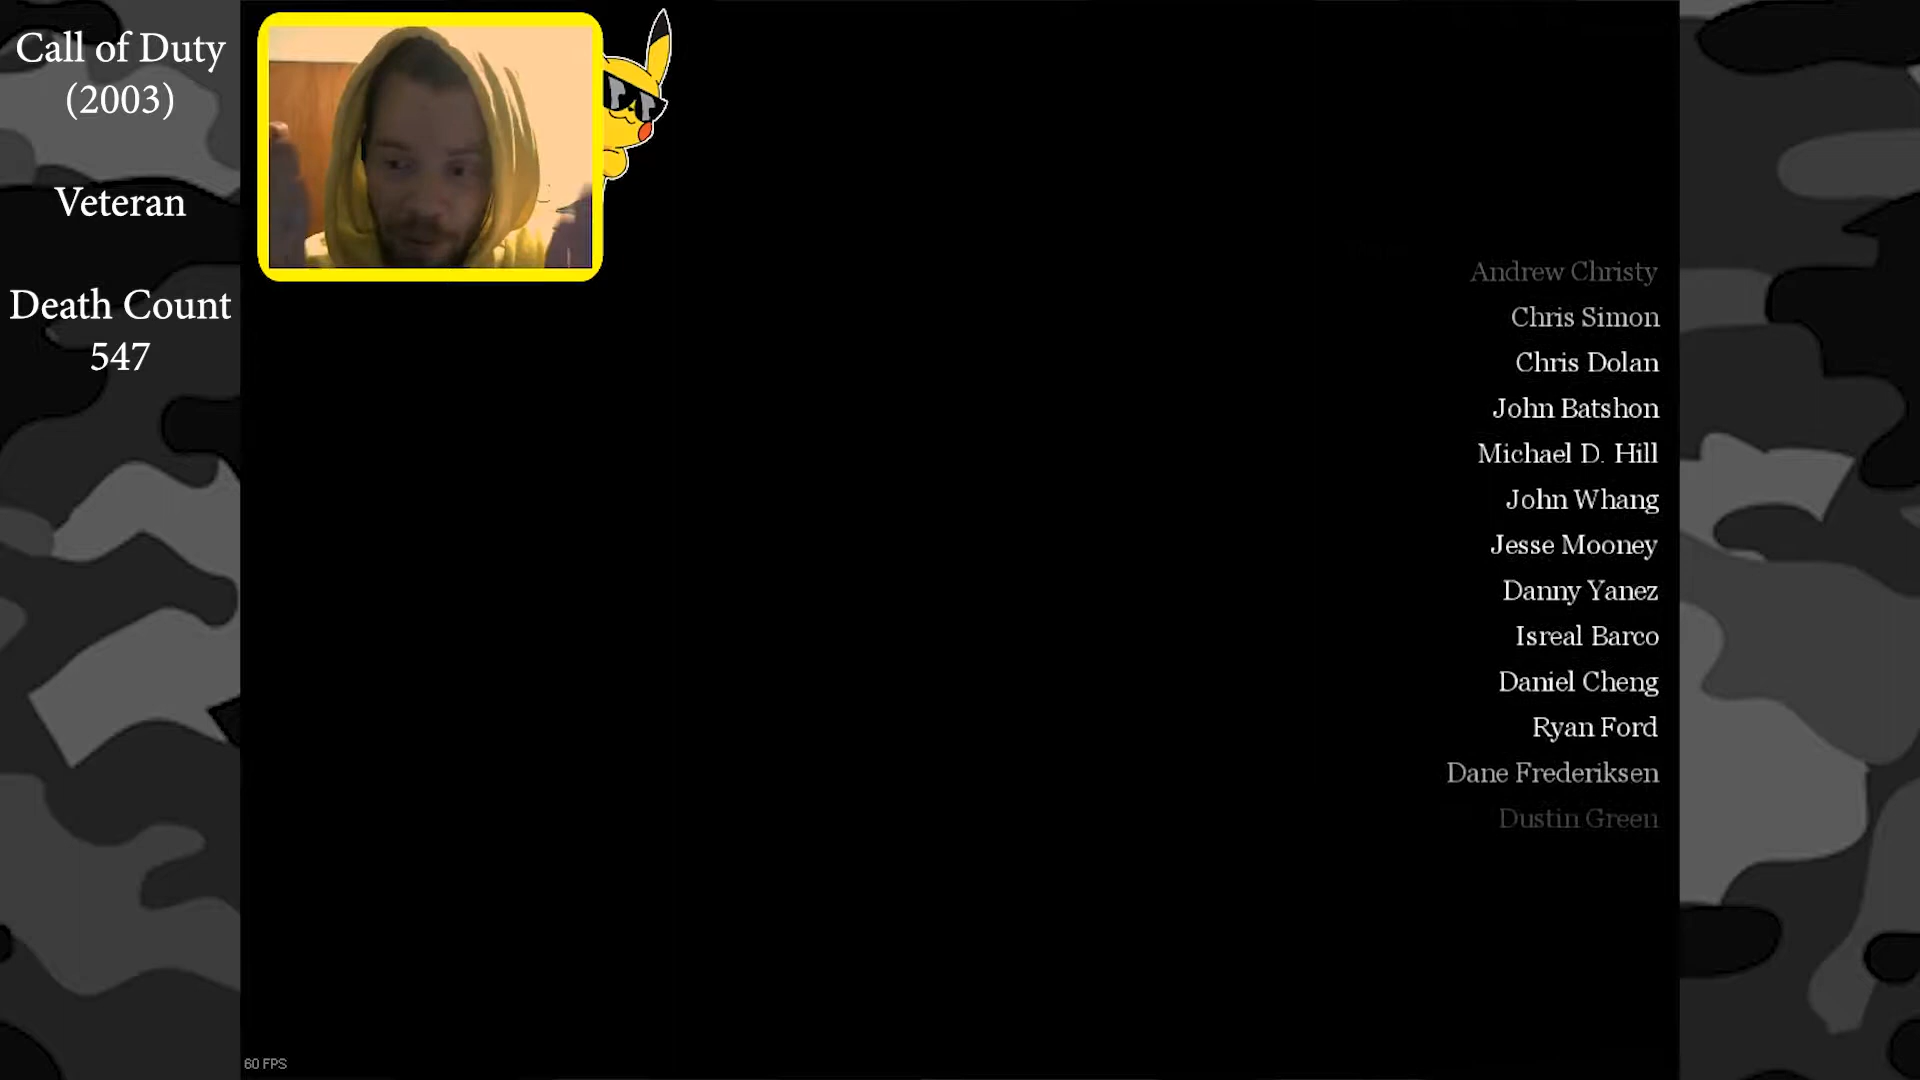 Call of Duty
(2003)
Veteran
Death Count
547
Andrew Christy
Chris Simon
Chris Dolan
John Batshon
Michael D. Hill
John Whang
Jesse Mooney
Danny Yanez
Isreal Barco
Daniel Cheng
Ryan Ford
Dane Frederiksen
Dustin Green
60 FPS